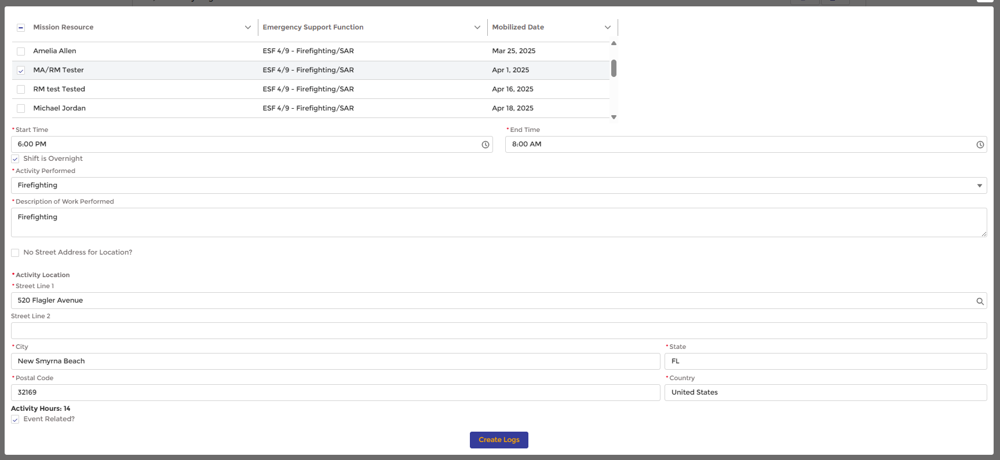 Mission Resource Emergency Support Function Mobilized Date
Amelia Allen ESF 4/9 - Firefighting/SAR Mar 25, 2025
MA/RM Tester ESF 4/9 - Firefighting/SAR Apr 1, 2025
RM test Tested ESF 4/9 - Firefighting/SAR Apr 16, 2025
Michael Jordan ESF 4/9 - Firefighting/SAR Apr 18, 2025
* Start Time * End Time
6:00 PM 8:00 AM
Shift is Overnight
* Activity Performed
Firefighting
* Description of Work Performed
Firefighting
No Street Address for Location?
* Activity Location
* Street Line 1
520 Flagler Avenue
Street Line 2
* City * State
New Smyrna Beach FL
* Postal Code * Country
32169 United States
Activity Hours: 14
Event Related?
Create Logs